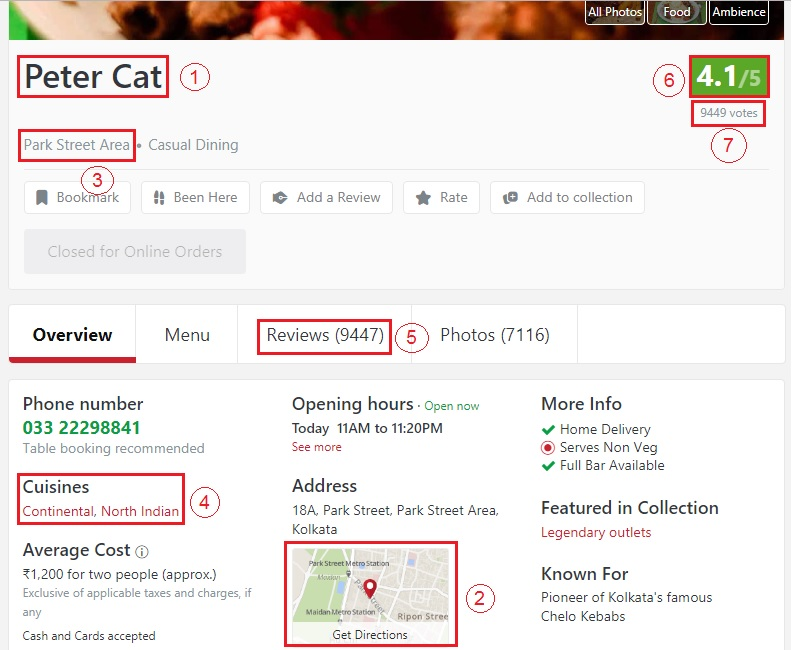 All Photos Food Ambience
Peter Cat 1
6 4.1/5
9449 votes
7
Park Street Area • Casual Dining
3
Bookmark Been Here Add a Review Rate Add to collection
Closed for Online Orders
Overview Menu Reviews (9447) 5 Photos (7116)
Phone number
033 22298841
Table booking recommended
Cuisines
Continental, North Indian
4
Average Cost
₹1,200 for two people (approx.)
Exclusive of applicable taxes and charges, if
any
Cash and Cards accepted
Opening hours · Open now
Today 11AM to 11:20PM
See more
Address
18A, Park Street, Park Street Area,
Kolkata
Park Street Metro Station
Maidan
Park Street
Maidan Metro Station
Ripon Stree
Get Directions
2
More Info
Home Delivery
Serves Non Veg
Full Bar Available
Featured in Collection
Legendary outlets
Known For
Pioneer of Kolkata's famous
Chelo Kebabs